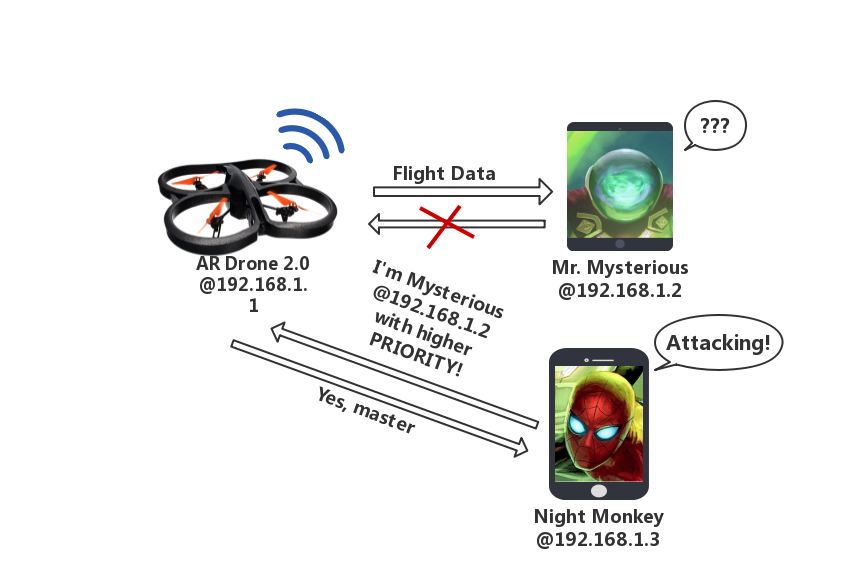 ???
Flight Data
AR Drone 2.0
@192.168.1.
1
Mr. Mysterious
@192.168.1.2
I'm Mysterious
@192.168.1.2
with higher
PRIORITY!
Attacking!
Yes, master
Night Monkey
@192.168.1.3